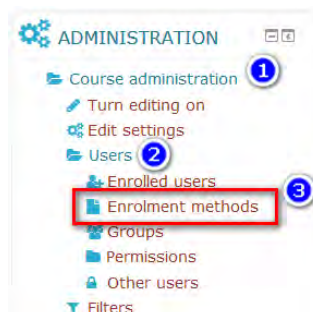 ADMINISTRATION
Course administration 1
Turn editing on
Edit settings
Users 2
Enrolled users
Enrolment methods 3
Groups
Permissions
Other users
Filters